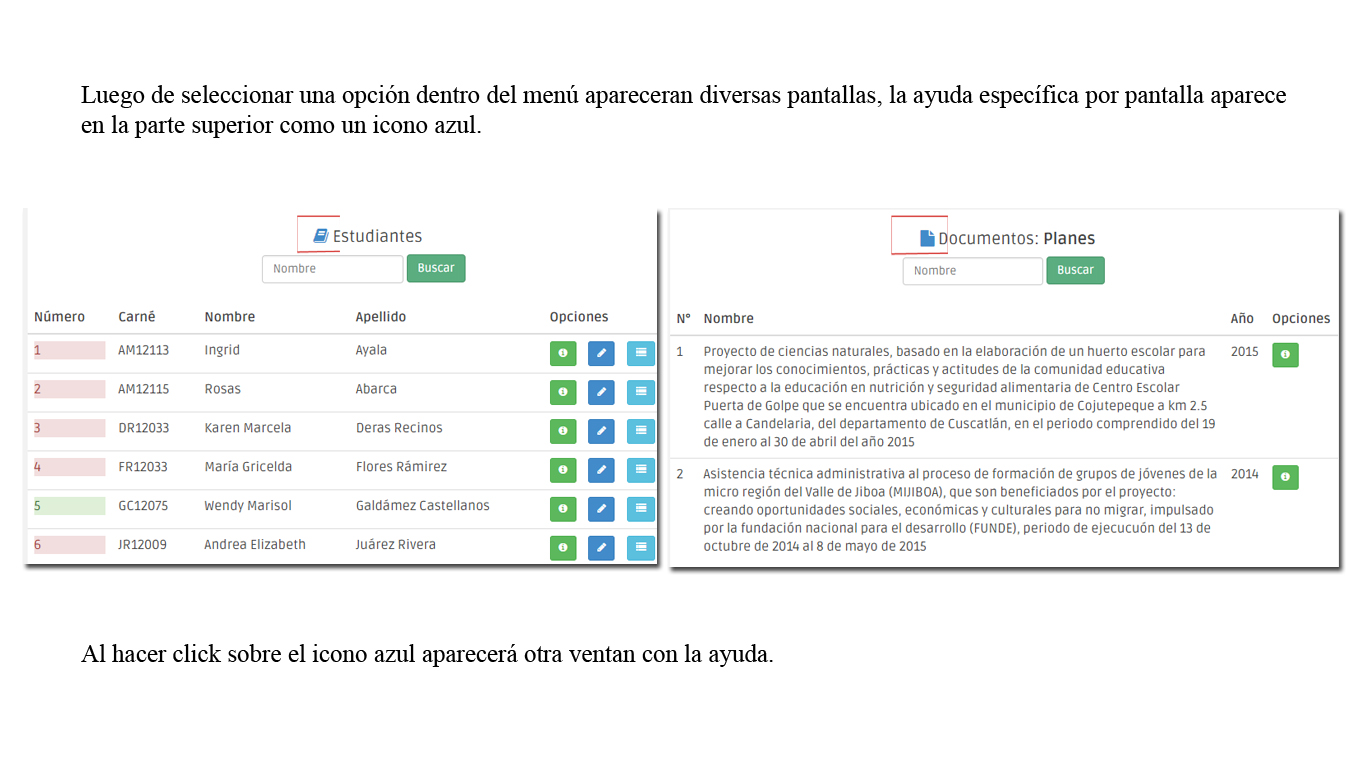 Luego de seleccionar una opción dentro del menú apareceran diversas pantallas, la ayuda específica por pantalla aparece
en la parte superior como un icono azul.
Estudiantes
Nombre Buscar
Número Carné Nombre Apellido Opciones
1 AM12113 Ingrid Ayala
2 AM12115 Rosas Abarca
3 DR12033 Karen Marcela Deras Recinos
4 FR12033 María Gricelda Flores Rámirez
5 GC12075 Wendy Marisol Galdámez Castellanos
6 JR12009 Andrea Elizabeth Juárez Rivera
Documentos: Planes
Nombre Buscar
N° Nombre Año Opciones
1 Proyecto de ciencias naturales, basado en la elaboración de un huerto escolar para 2015
mejorar los conocimientos, prácticas y actitudes de la comunidad educativa
respecto a la educación en nutrición y seguridad alimentaria de Centro Escolar
Puerta de Golpe que se encuentra ubicado en el municipio de Cojutepeque a km 2.5
calle a Candelaria, del departamento de Cuscatlán, en el periodo comprendido del 19
de enero al 30 de abril del año 2015
2 Asistencia técnica administrativa al proceso de formación de grupos de jóvenes de la 2014
micro región del Valle de Jiboa (MIJIBOA), que son beneficiados por el proyecto:
creando oportunidades sociales, económicas y culturales para no migrar, impulsado
por la fundación nacional para el desarrollo (FUNDE), periodo de ejecucuón del 13 de
octubre de 2014 al 8 de mayo de 2015
Al hacer click sobre el icono azul aparecerá otra ventan con la ayuda.